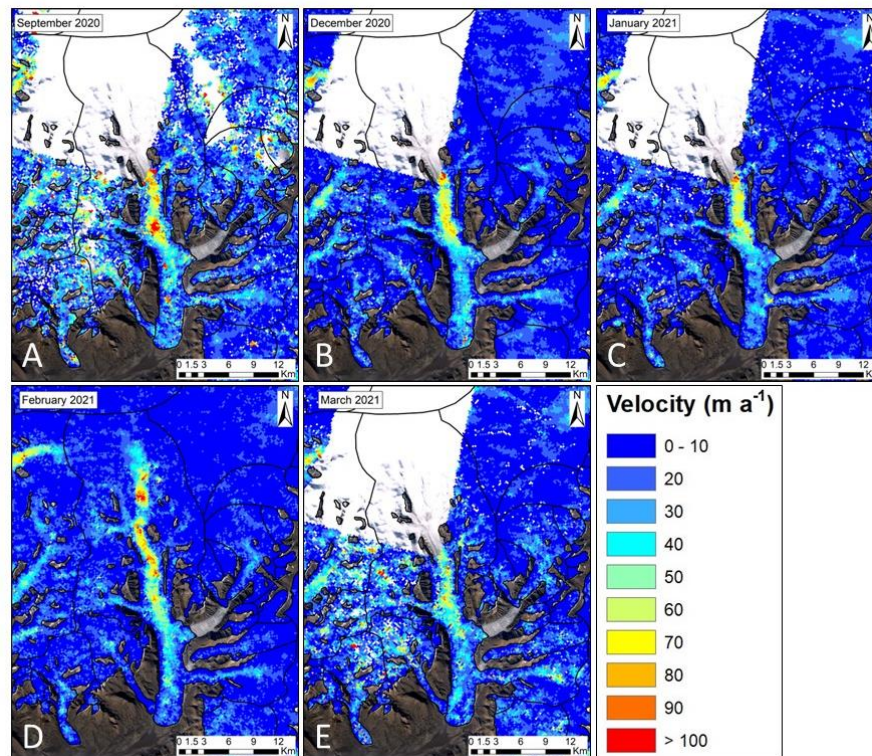 September 2020
N
A
0 1.5 3 6 9 12
Km
December 2020
N
B
0 1.5 3 6 9 12
Km
January 2021
N
C
0 1.5 3 6 9 12
Km
February 2021
N
D
0 1.5 3 6 9 12
Km
March 2021
N
E
0 1.5 3 6 9 12
Km
Velocity (m a⁻¹)
0 - 10
20
30
40
50
60
70
80
90
> 100